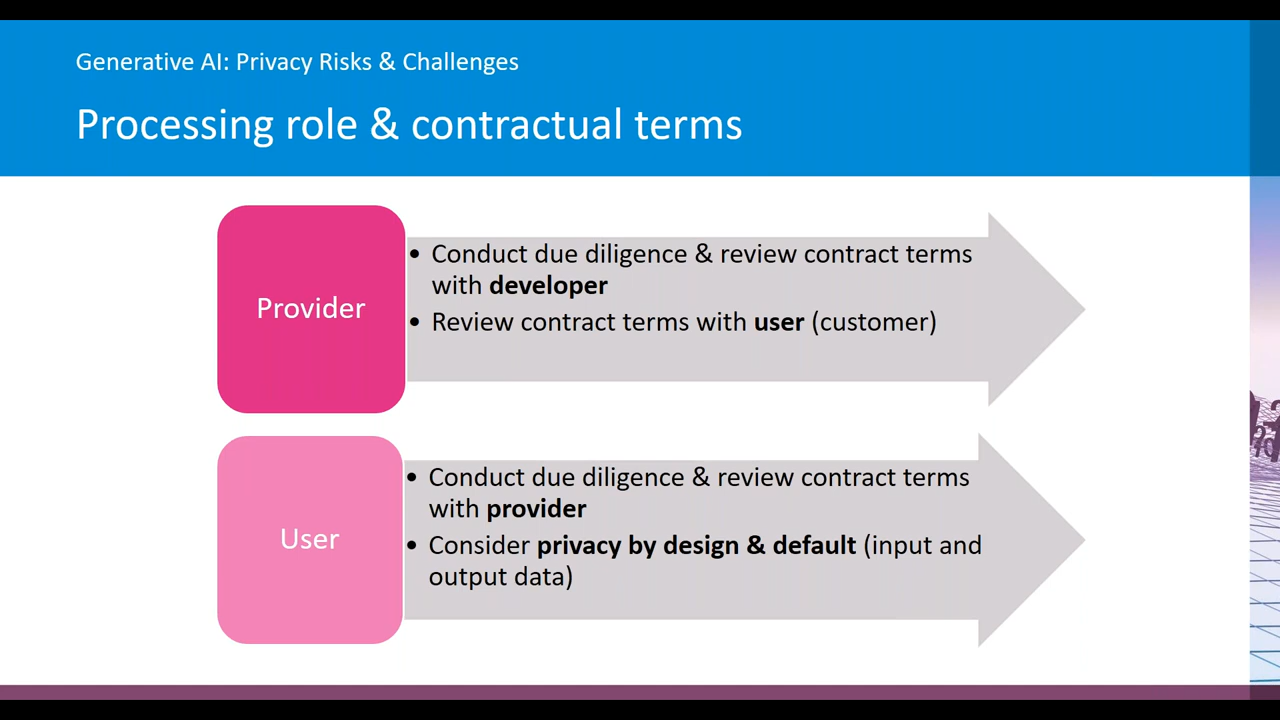 Generative AI: Privacy Risks & Challenges
Processing role & contractual terms
Provider
• Conduct due diligence & review contract terms
with developer
• Review contract terms with user (customer)
User
• Conduct due diligence & review contract terms
with provider
• Consider privacy by design & default (input and
output data)